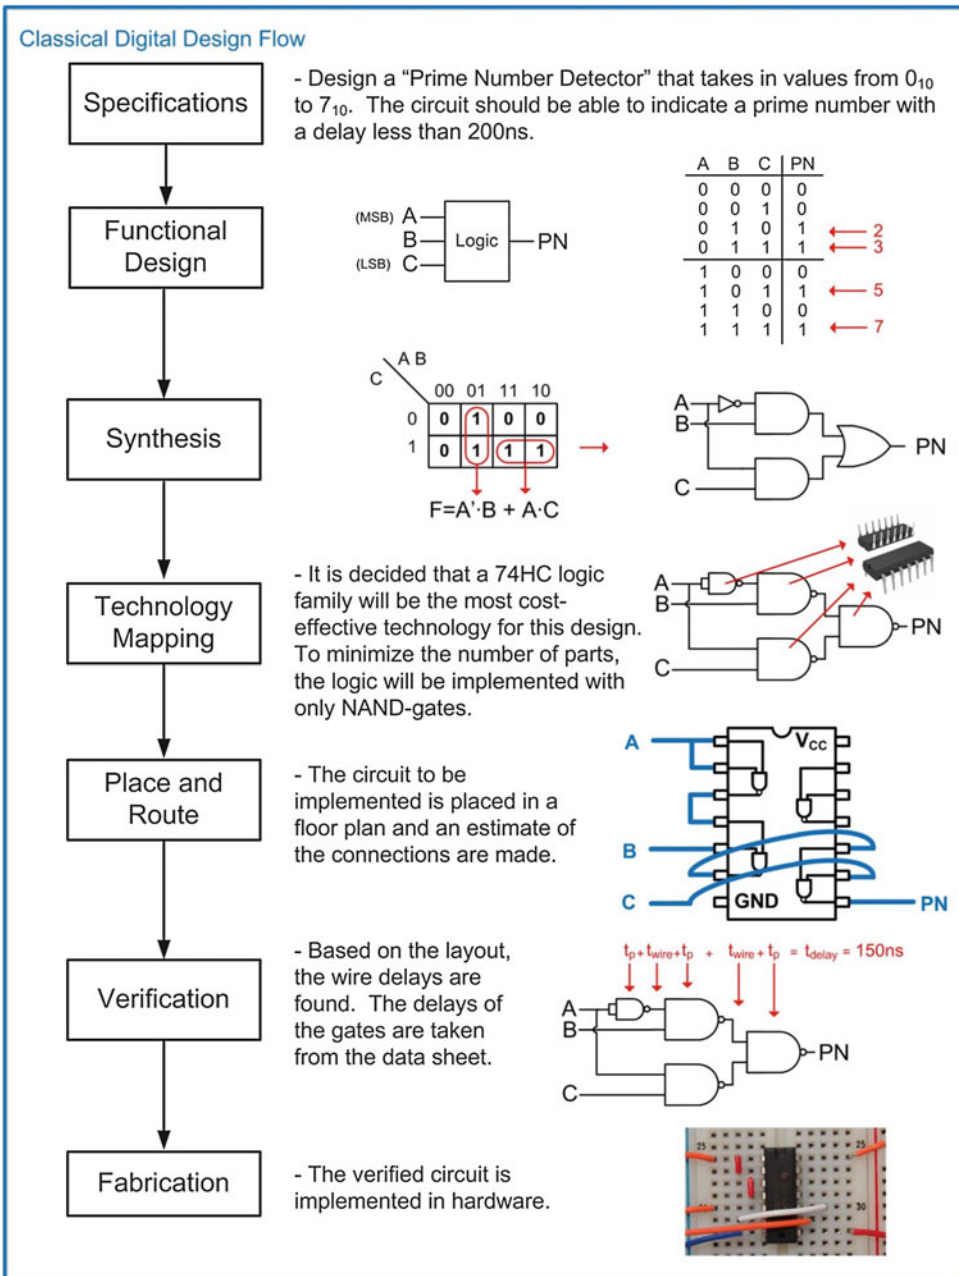 Classical Digital Design Flow
Specifications
- Design a “Prime Number Detector” that takes in values from 0₁₀
to 7₁₀. The circuit should be able to indicate a prime number with
a delay less than 200ns.
Functional
Design
(MSB) A
B
(LSB) C
Logic
PN
A B C PN
0 0 0 0
0 0 1 0
0 1 0 1 2
0 1 1 1 3
1 0 0 0
1 0 1 1 5
1 1 0 0
1 1 1 1 7
Synthesis
A B
C
00 01 11 10
0 0 1 0 0
1 0 1 1 1
F=A'·B + A·C
A
B
C
PN
Technology
Mapping
- It is decided that a 74HC logic
family will be the most cost-
effective technology for this design.
To minimize the number of parts,
the logic will be implemented with
only NAND-gates.
A
B
C
PN
Place and
Route
- The circuit to be
implemented is placed in a
floor plan and an estimate of
the connections are made.
A
B
C
VCC
GND
PN
Verification
- Based on the layout,
the wire delays are
found. The delays of
the gates are taken
from the data sheet.
tp+twire+tp + twire+tp = tdelay = 150ns
A
B
C
PN
Fabrication
- The verified circuit is
implemented in hardware.
25
25
30